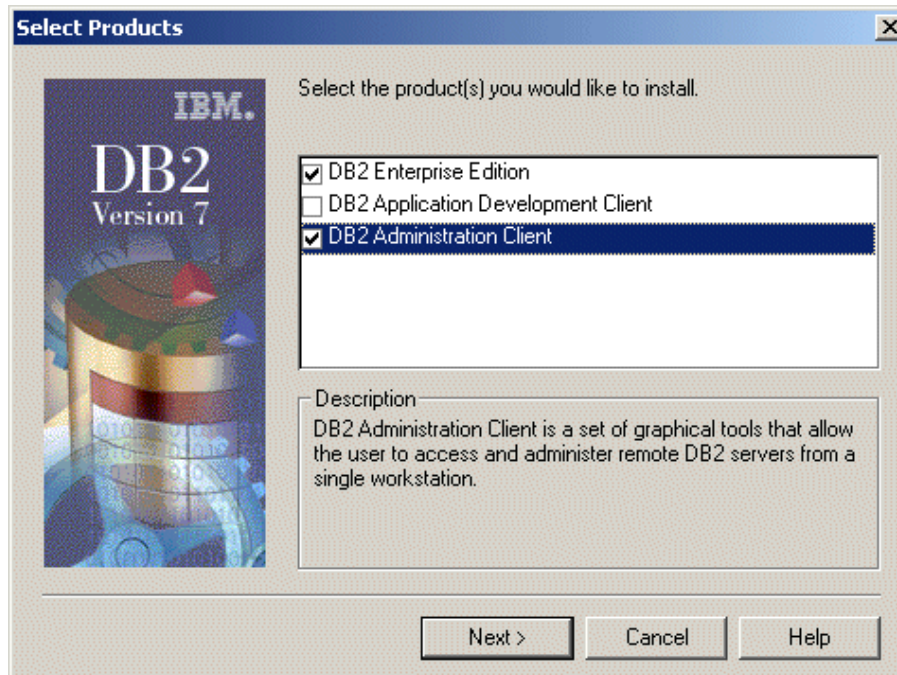 Select Products
IBM.
DB2
Version 7
Select the product(s) you would like to install.
DB2 Enterprise Edition
DB2 Application Development Client
DB2 Administration Client
Description
DB2 Administration Client is a set of graphical tools that allow
the user to access and administer remote DB2 servers from a
single workstation.
Next >
Cancel
Help